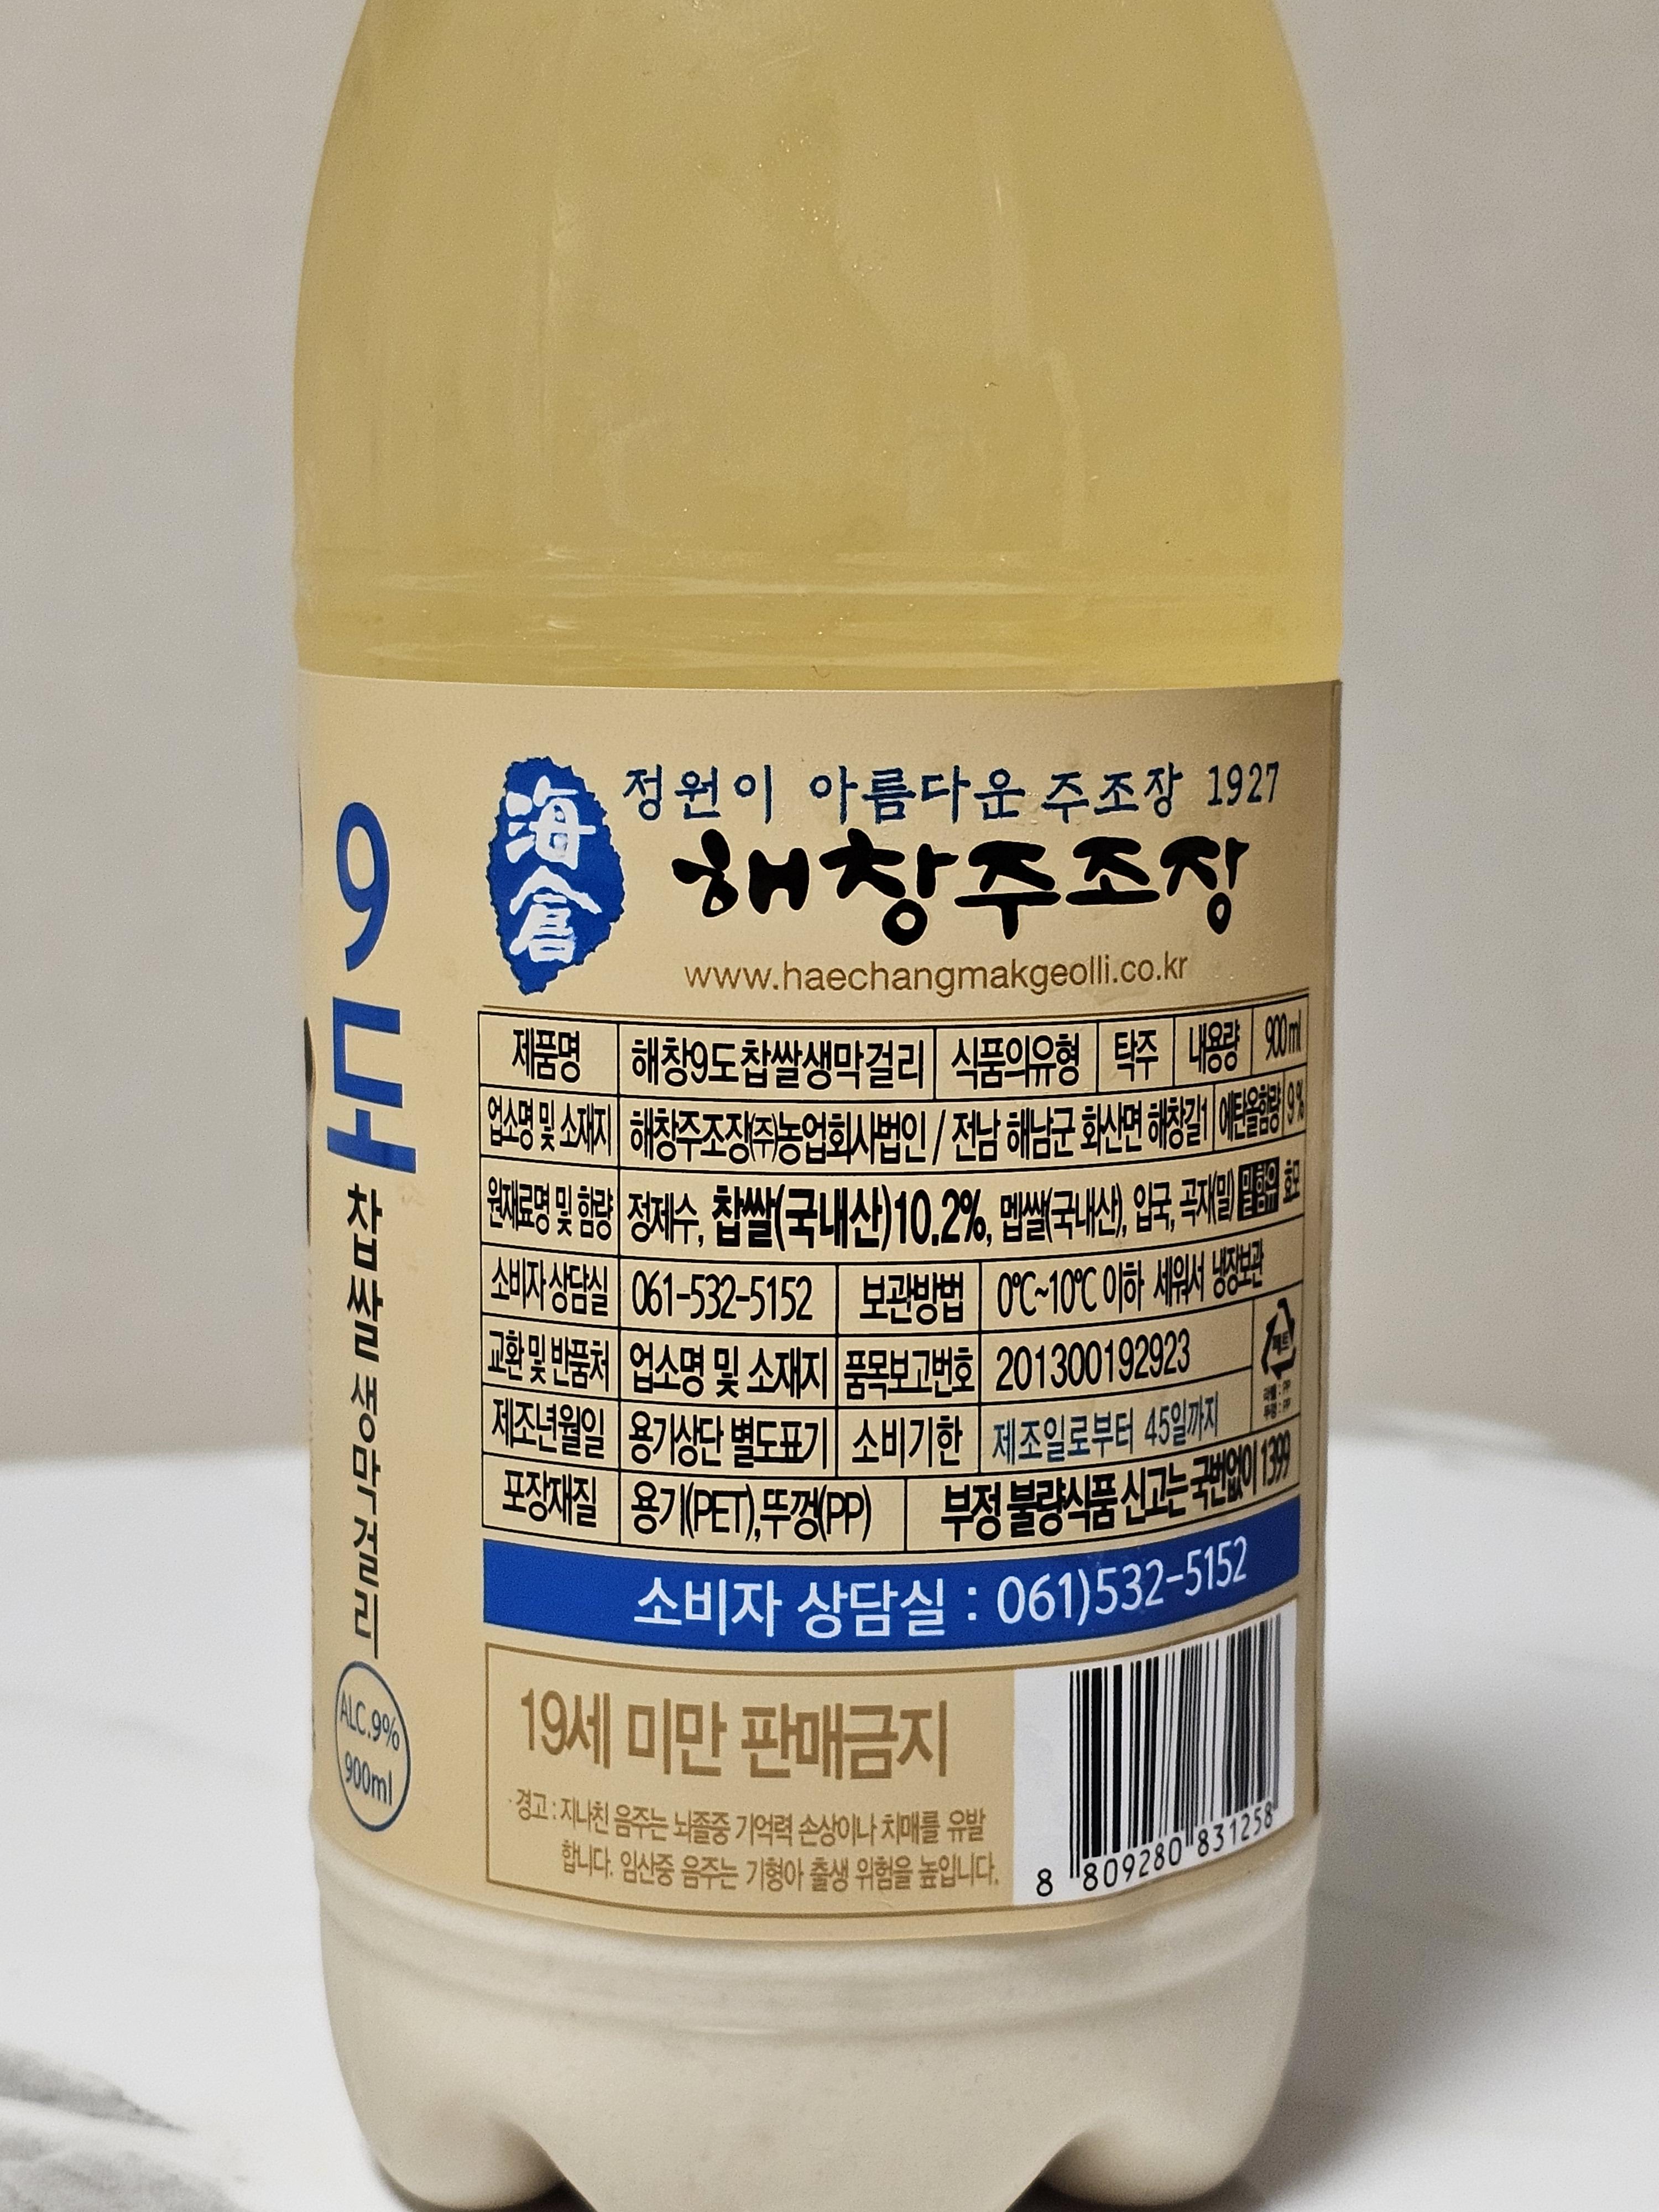 9도
찹쌀 생막걸리
ALC.9%
900ml
海倉
정원이 아름다운 주조장 1927
해창주조장
www.haechangmakgeolli.co.kr
제품명 해창9도찹쌀생막걸리 식품의유형 탁주 내용량 900ml
업소명 및 소재지 해창주조장(주)농업회사법인 / 전남 해남군 화산면 해창길1 에탄올함량 9%
원재료명 및 함량 정제수, 찹쌀(국내산)10.2%, 멥쌀(국내산), 입국, 곡자(밀) 밀함유 효모
소비자 상담실 061-532-5152 보관방법 0℃~10℃ 이하 세워서 냉장보관
교환 및 반품처 업소명 및 소재지 품목보고번호 201300192923
페트
라벨 : PP
뚜껑 : PP
제조년월일 용기상단 별도표기 소비기한 제조일로부터 45일까지
포장재질 용기(PET),뚜껑(PP) 부정 불량식품 신고는 국번없이 1399
소비자 상담실 : 061)532-5152
19세 미만 판매금지
·경고 : 지나친 음주는 뇌졸중 기억력 손상이나 치매를 유발
합니다. 임산중 음주는 기형아 출생 위험을 높입니다.
8 809280 831258